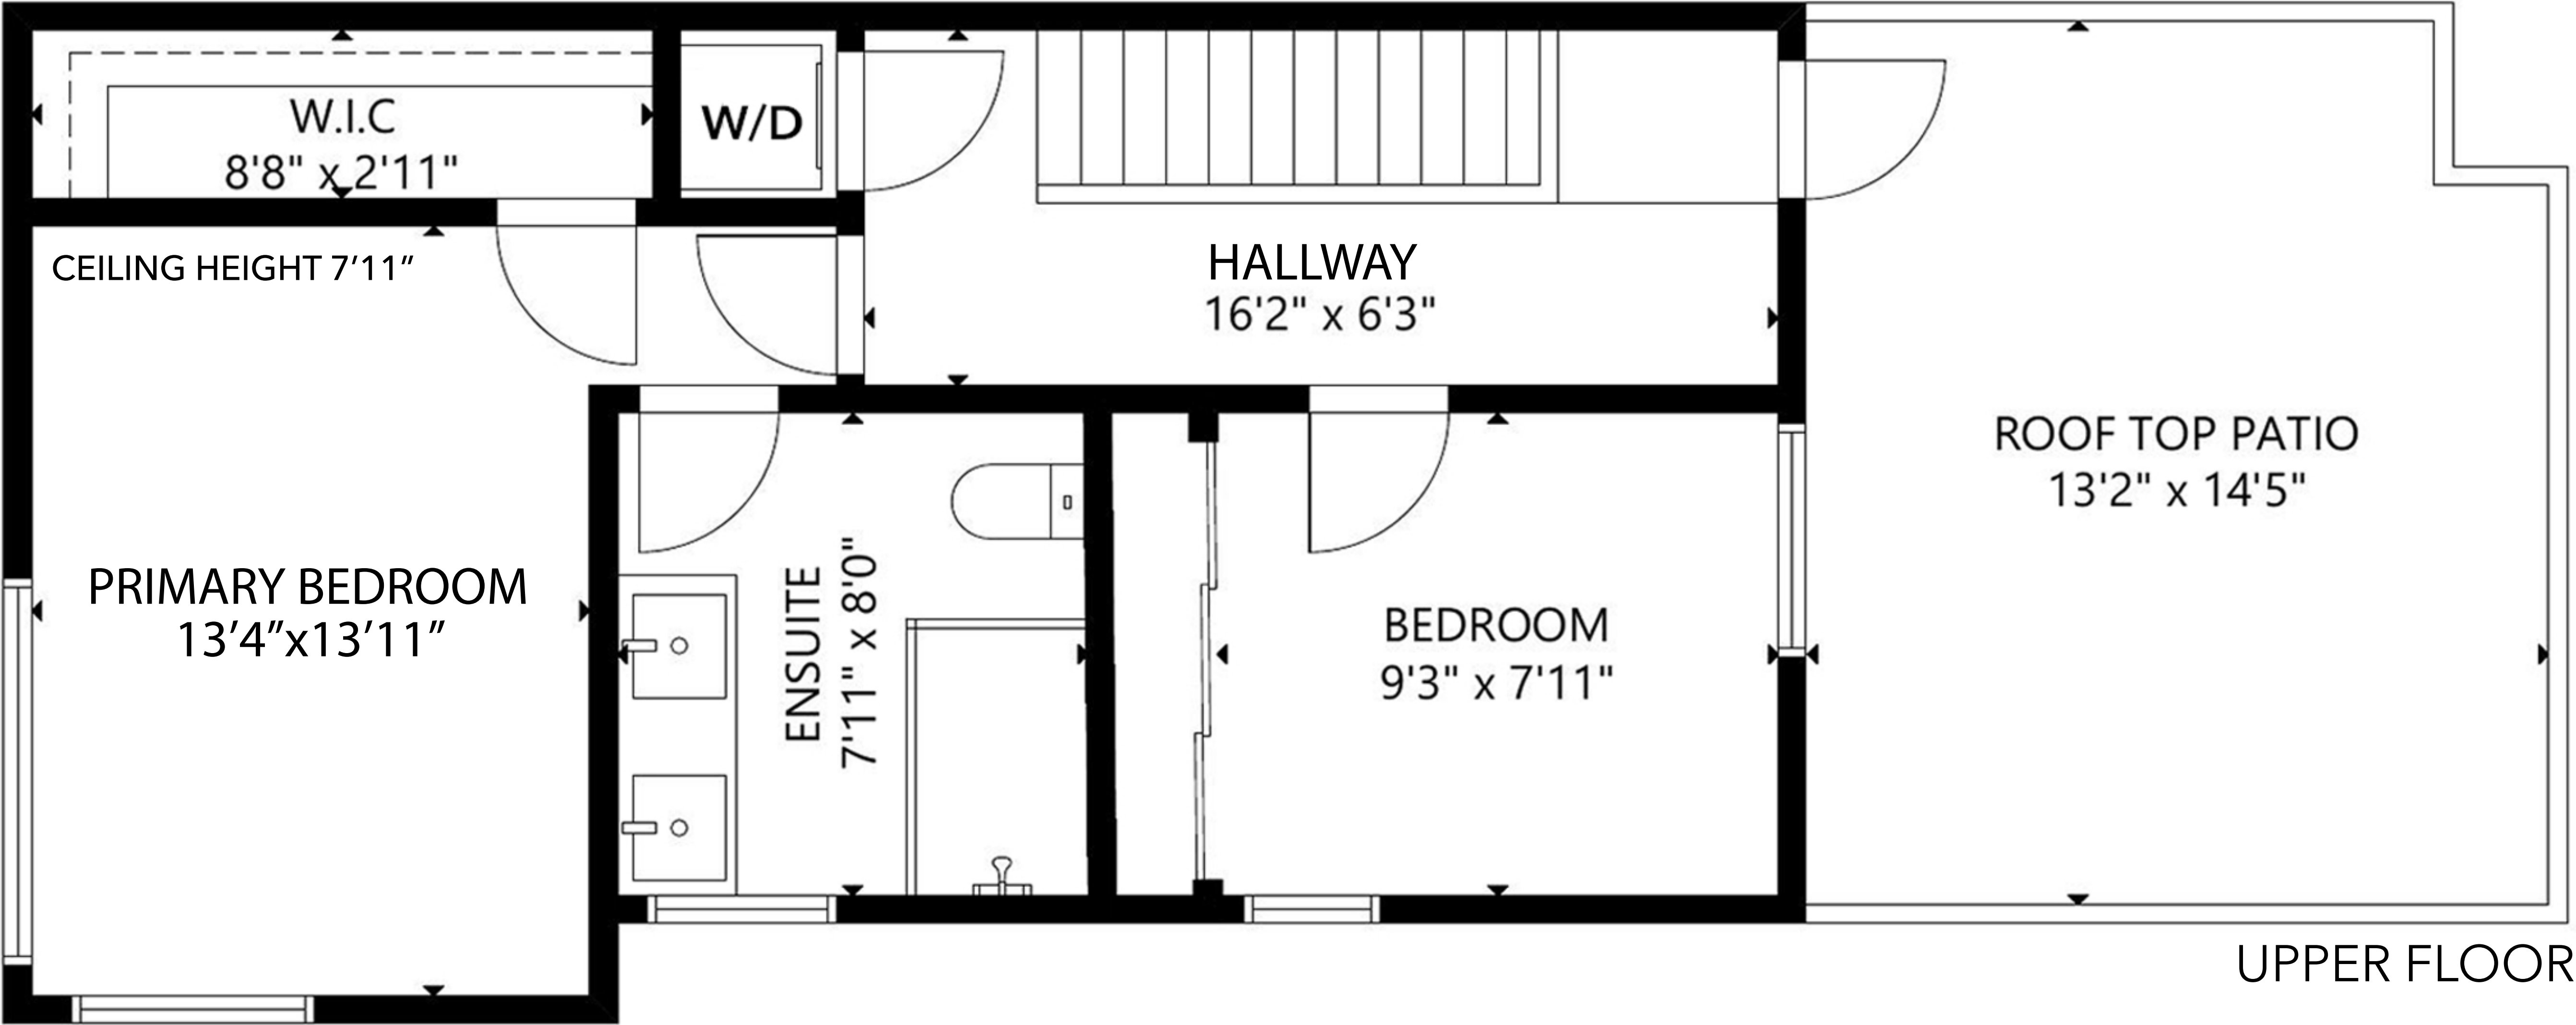 W.I.C
8'8" x 2'11"
W/D
CEILING HEIGHT 7’11”
HALLWAY
16'2" x 6'3"
ROOF TOP PATIO
13'2" x 14'5"
PRIMARY BEDROOM
13’4”x13’11”
ENSUITE
7'11" x 8'0"
BEDROOM
9'3" x 7'11"
UPPER FLOOR